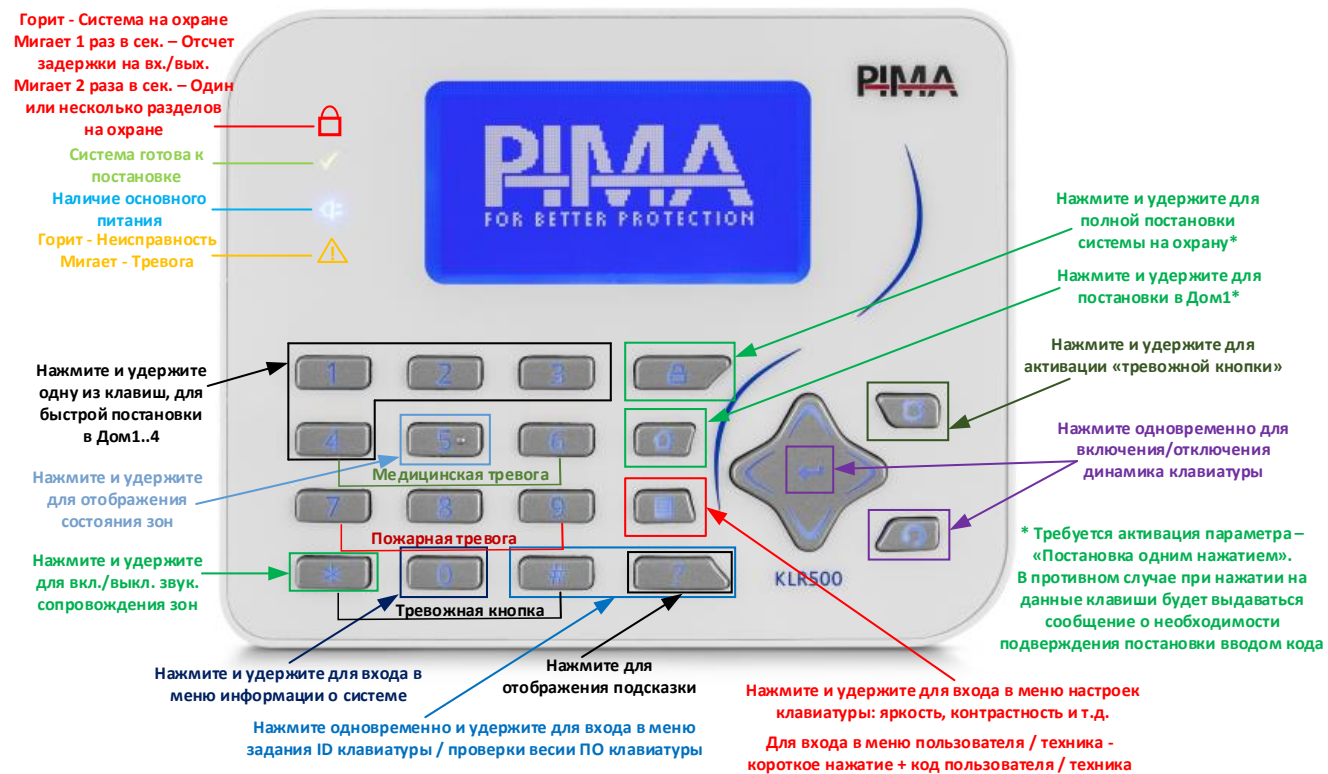 Горит - Система на охране
Мигает 1 раз в сек. – Отсчет
задержки на вх./вых.
Мигает 2 раза в сек. – Один
или несколько разделов
на охране
Система готова к
постановке
Наличие основного
питания
Горит - Неисправность
Мигает - Тревога
PIMA
PIMA
FOR BETTER PROTECTION
Нажмите и удержите для
полной постановки
системы на охрану*
Нажмите и удержите для
постановки в Дом1*
Нажмите и удержите для
активации «тревожной кнопки»
Нажмите одновременно для
включения/отключения
динамика клавиатуры
* Требуется активация параметра –
«Постановка одним нажатием».
В противном случае при нажатии на
данные клавиши будет выдаваться
сообщение о необходимости
подверждения постановки вводом кода
Нажмите и удержите
одну из клавиш, для
быстрой постановки
в Дом1..4
Нажмите и удержите
для отображения
состояния зон
Нажмите и удержите
для вкл./выкл. звук.
сопровождения зон
1 2 3
4 5 6
Медицинская тревога
7 8 9
Пожарная тревога
* 0 # ?
Тревожная кнопка
KLR500
Нажмите и удержите для входа в
меню информации о системе
Нажмите для
отображения подсказки
Нажмите одновременно и удержите для входа в меню
задания ID клавиатуры / проверки весии ПО клавиатуры
Нажмите и удержите для входа в меню настроек
клавиатуры: яркость, контрастность и т.д.
Для входа в меню пользователя / техника -
короткое нажатие + код пользователя / техника